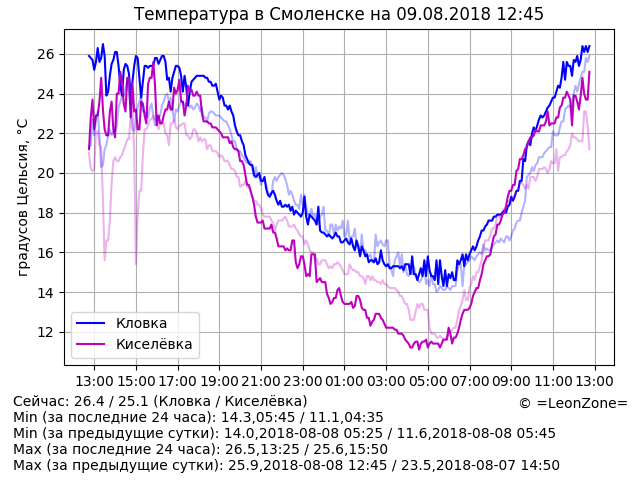 Температура в Смоленске на 09.08.2018 12:45
градусов Цельсия, °C
26
24
22
20
18
16
14
12
Кловка
Киселёвка
13:00 15:00 17:00 19:00 21:00 23:00 01:00 03:00 05:00 07:00 09:00 11:00 13:00
Сейчас: 26.4 / 25.1 (Кловка / Киселёвка)
© =LeonZone=
Min (за последние 24 часа): 14.3,05:45 / 11.1,04:35
Min (за предыдущие сутки): 14.0,2018-08-08 05:25 / 11.6,2018-08-08 05:45
Max (за последние 24 часа): 26.5,13:25 / 25.6,15:50
Max (за предыдущие сутки): 25.9,2018-08-08 12:45 / 23.5,2018-08-07 14:50